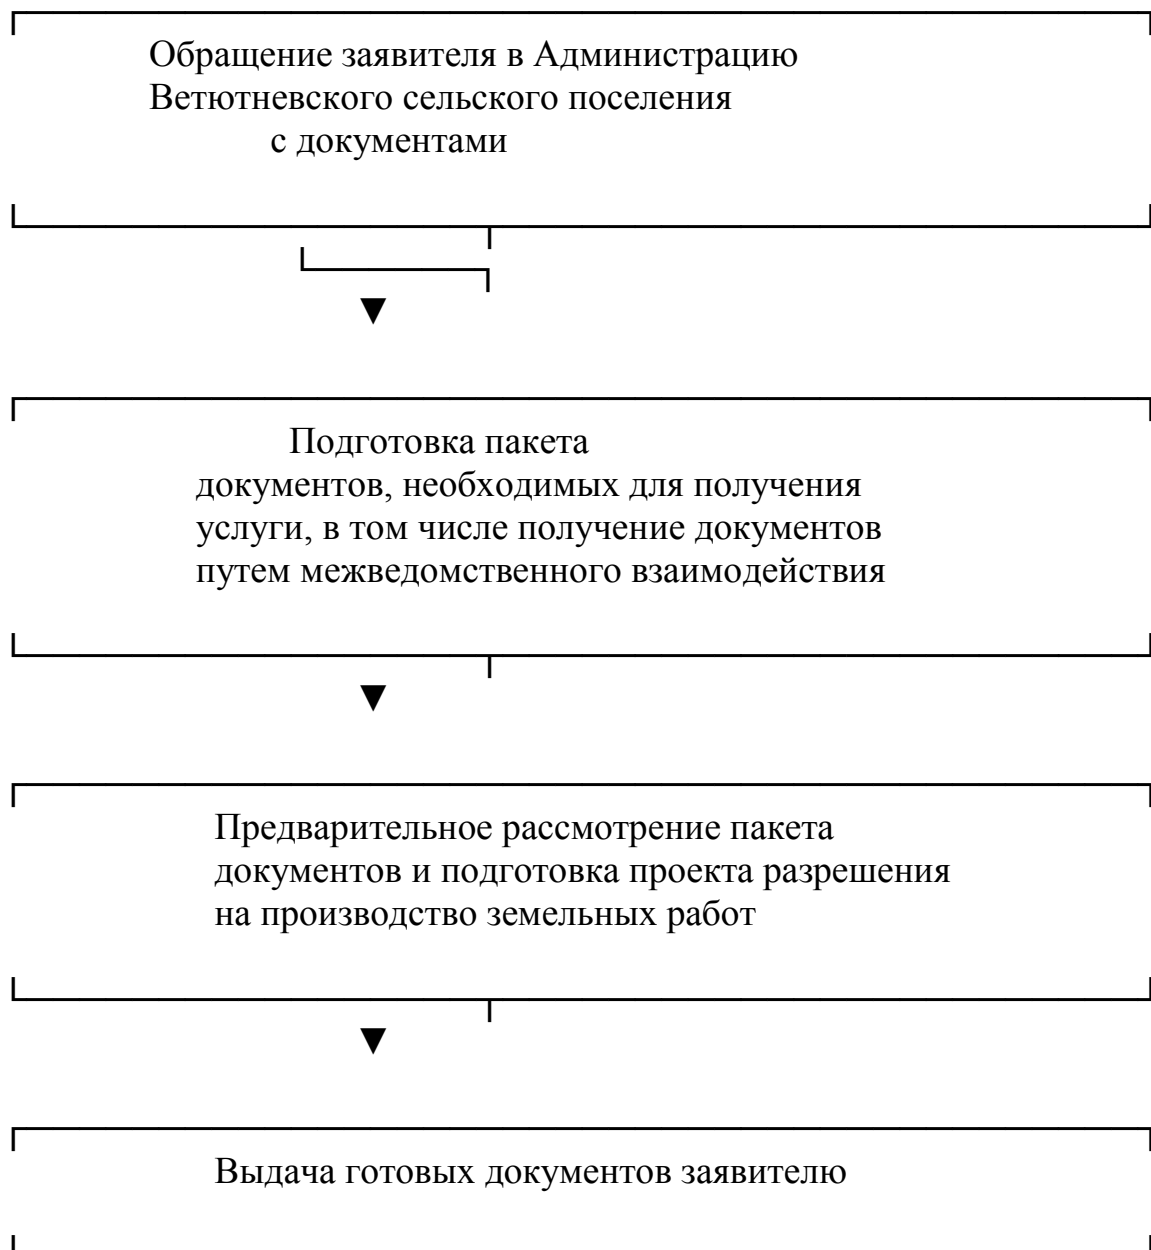 Обращение заявителя в Администрацию
Ветютневского сельского поселения
с документами
Подготовка пакета
документов, необходимых для получения
услуги, в том числе получение документов
путем межведомственного взаимодействия
Предварительное рассмотрение пакета
документов и подготовка проекта разрешения
на производство земельных работ
Выдача готовых документов заявителю